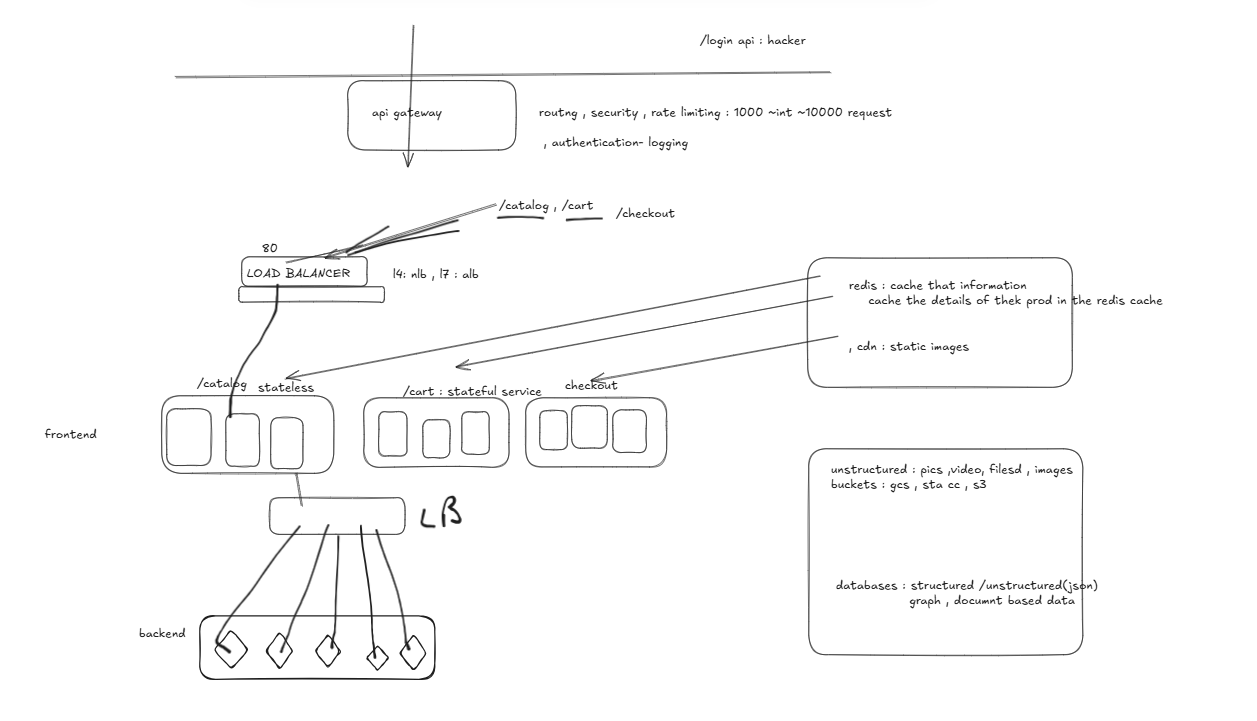 /login api : hacker
api gateway
routng , security , rate limiting : 1000 ~int ~10000 request
, authentication- logging
/catalog , /cart
/checkout
80
LOAD BALANCER
l4: nlb , l7 : alb
redis : cache that information
cache the details of thek prod in the redis cache
, cdn : static images
/catalog
stateless
/cart : stateful service
checkout
frontend
unstructured : pics ,video, filesd , images
buckets : gcs , sta cc , s3
LB
databases : structured /unstructured(json)
graph , documnt based data
backend